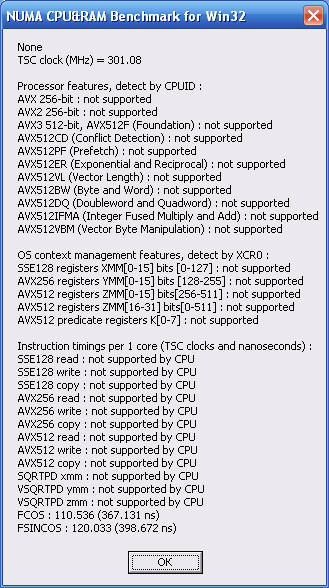 NUMA CPU&RAM Benchmark for Win32
None
TSC clock (MHz) = 301.08
Processor features, detect by CPUID :
AVX 256-bit : not supported
AVX2 256-bit : not supported
AVX3 512-bit, AVX512F (Foundation) : not supported
AVX512CD (Conflict Detection) : not supported
AVX512PF (Prefetch) : not supported
AVX512ER (Exponential and Reciprocal) : not supported
AVX512VL (Vector Length) : not supported
AVX512BW (Byte and Word) : not supported
AVX512DQ (Doubleword and Quadword) : not supported
AVX512IFMA (Integer Fused Multiply and Add) : not supported
AVX512VBM (Vector Byte Manipulation) : not supported
OS context management features, detect by XCR0 :
SSE128 registers XMM[0-15] bits [0-127] : not supported
AVX256 registers YMM[0-15] bits [128-255] : not supported
AVX512 registers ZMM[0-15] bits[256-511] : not supported
AVX512 registers ZMM[16-31] bits[0-511] : not supported
AVX512 predicate registers K[0-7] : not supported
Instruction timings per 1 core (TSC clocks and nanoseconds) :
SSE128 read : not supported by CPU
SSE128 write : not supported by CPU
SSE128 copy : not supported by CPU
AVX256 read : not supported by CPU
AVX256 write : not supported by CPU
AVX256 copy : not supported by CPU
AVX512 read : not supported by CPU
AVX512 write : not supported by CPU
AVX512 copy : not supported by CPU
SQRTPD xmm : not supported by CPU
VSQRTPD ymm : not supported by CPU
VSQRTPD zmm : not supported by CPU
FCOS : 110.536 (367.131 ns)
FSINCOS : 120.033 (398.672 ns)
OK